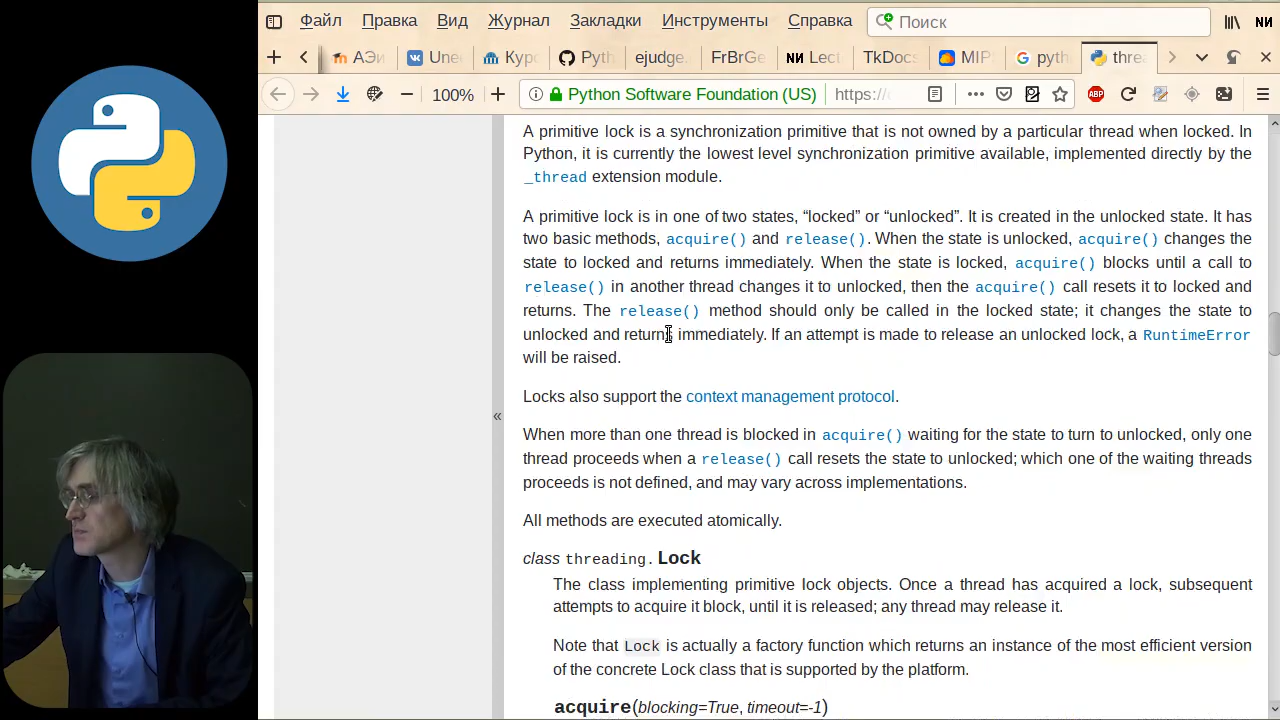 Файл Правка Вид Журнал Закладки Инструменты Справка Поиск
АЭи Une Кур Pyth ejudge. FrBrGe Lect TkDocs MIP pyth threa
100% Python Software Foundation (US) https://
A primitive lock is a synchronization primitive that is not owned by a particular thread when locked. In
Python, it is currently the lowest level synchronization primitive available, implemented directly by the
_thread extension module.
A primitive lock is in one of two states, “locked” or “unlocked”. It is created in the unlocked state. It has
two basic methods, acquire() and release(). When the state is unlocked, acquire() changes the
state to locked and returns immediately. When the state is locked, acquire() blocks until a call to
release() in another thread changes it to unlocked, then the acquire() call resets it to locked and
returns. The release() method should only be called in the locked state; it changes the state to
unlocked and returns immediately. If an attempt is made to release an unlocked lock, a RuntimeError
will be raised.
Locks also support the context management protocol.
When more than one thread is blocked in acquire() waiting for the state to turn to unlocked, only one
thread proceeds when a release() call resets the state to unlocked; which one of the waiting threads
proceeds is not defined, and may vary across implementations.
All methods are executed atomically.
class threading.Lock
The class implementing primitive lock objects. Once a thread has acquired a lock, subsequent
attempts to acquire it block, until it is released; any thread may release it.
Note that Lock is actually a factory function which returns an instance of the most efficient version
of the concrete Lock class that is supported by the platform.
acquire(blocking=True, timeout=-1)